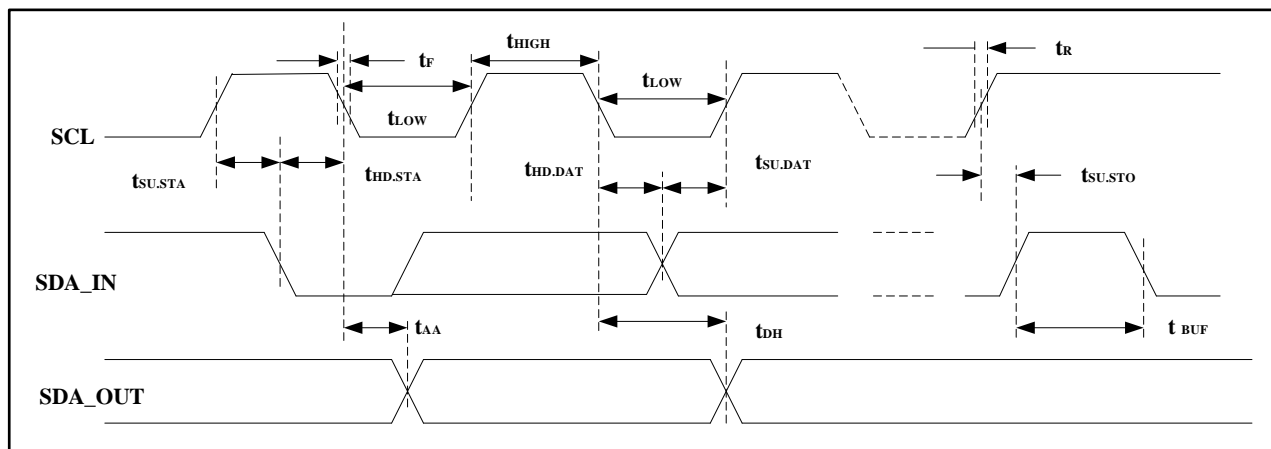 tHIGH
tF
tR
tLOW
tLOW
SCL
tSU.STA
tHD.STA
tHD.DAT
tSU.DAT
tSU.STO
SDA_IN
tAA
tDH
t BUF
SDA_OUT